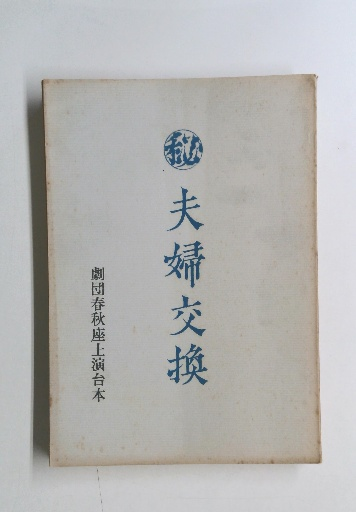 ㊙ 夫婦交換
劇団春秋座上演台本